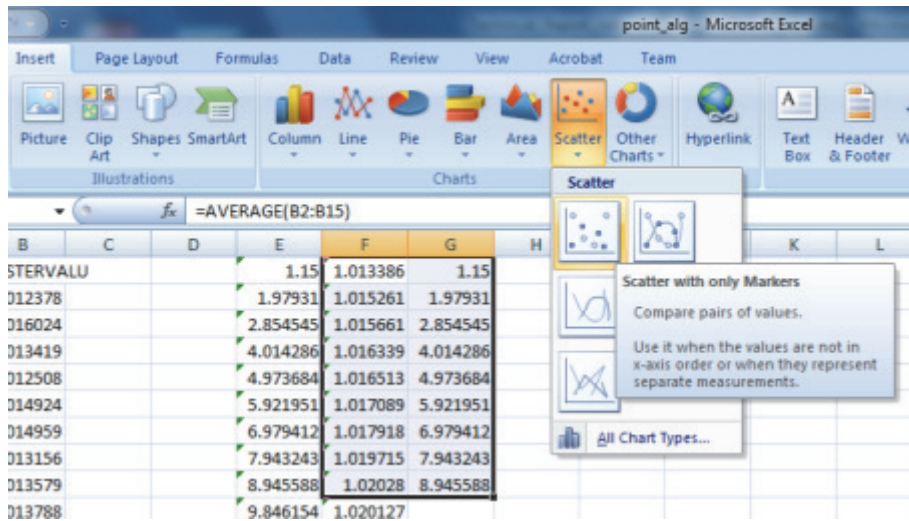 point_alg - Microsoft Excel
Insert Page Layout Formulas Data Review View Acrobat Team
Picture Clip Art Shapes SmartArt Column Line Pie Bar Area Scatter Other Charts Hyperlink Text Box Header & Footer
Illustrations Charts
Scatter
fx =AVERAGE(B2:B15)
B C D E F G H K L
STERVALU 1.15 1.013386 1.15
012378 1.97931 1.015261 1.97931
016024 2.854545 1.015661 2.854545
013419 4.014286 1.016339 4.014286
012508 4.973684 1.016513 4.973684
014924 5.921951 1.017089 5.921951
014959 6.979412 1.017918 6.979412
013156 7.943243 1.019715 7.943243
013579 8.945588 1.02028 8.945588
013788 9.846154 1.020127
Scatter with only Markers
Compare pairs of values.
Use it when the values are not in
x-axis order or when they represent
separate measurements.
All Chart Types...